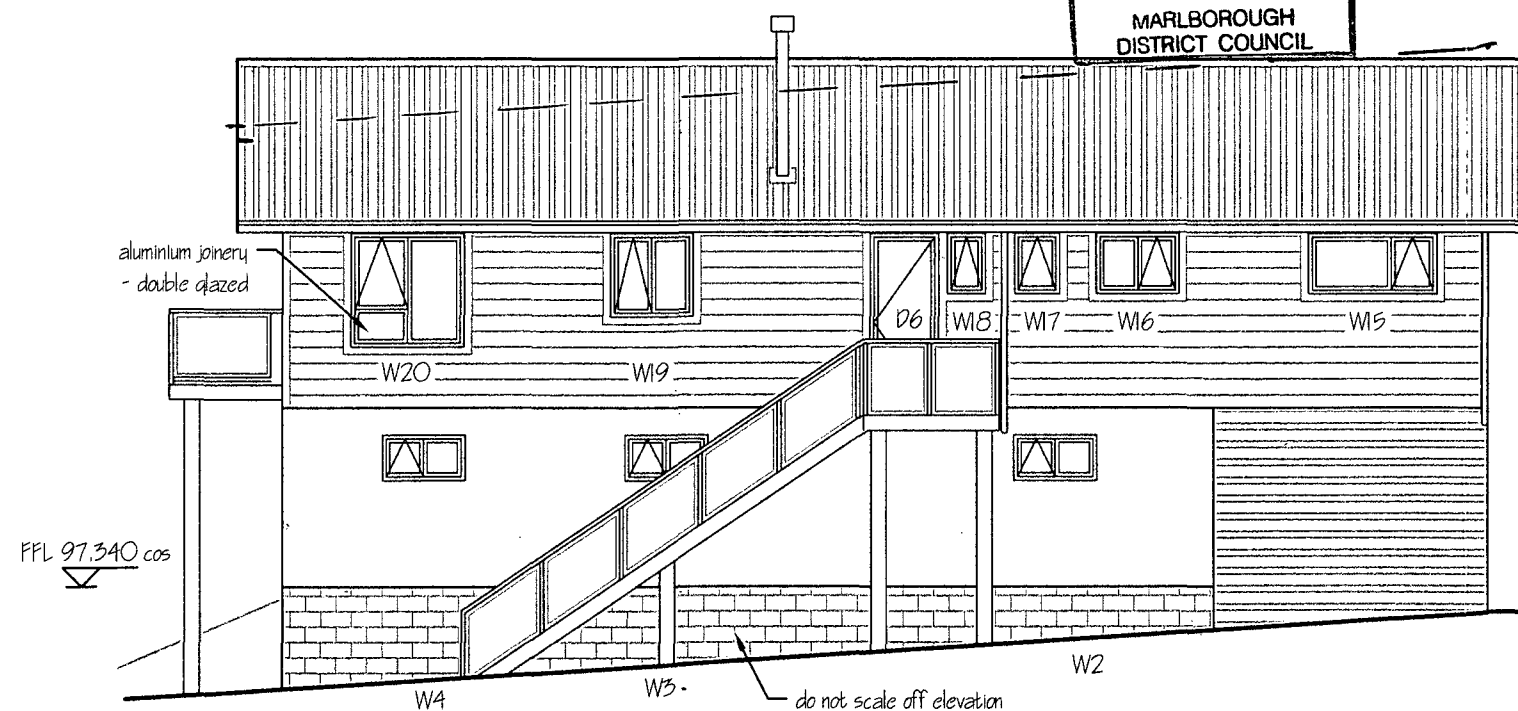 MARLBOROUGH
DISTRICT COUNCIL
aluminium joinery
- double glazed
D6
W18
W17
W16
W15
W20
W19
FFL 97.340 cos
W2
W3.
W4
do not scale off elevation